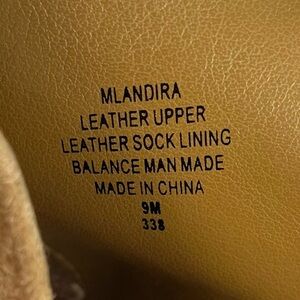 MLANDIRA
LEATHER UPPER
LEATHER SOCK LINING
BALANCE MAN MADE
MADE IN CHINA
9M
338